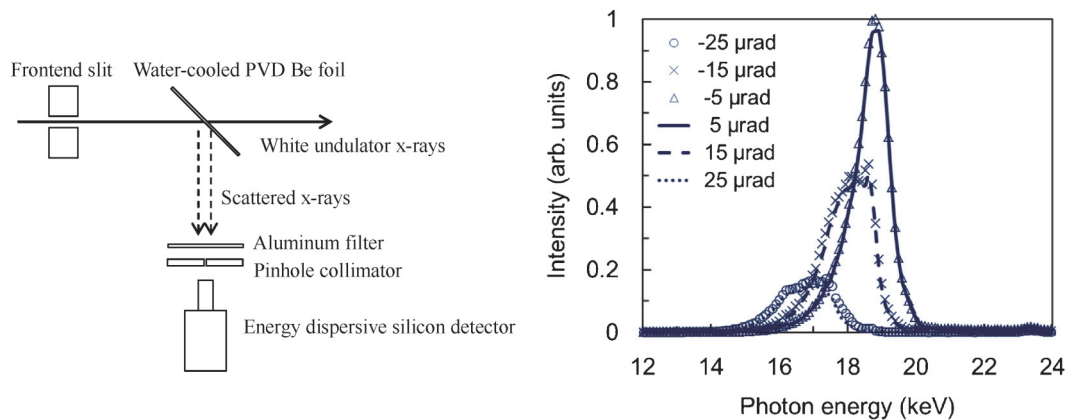 Frontend slit
Water-cooled PVD Be foil
White undulator x-rays
Scattered x-rays
Aluminum filter
Pinhole collimator
Energy dispersive silicon detector
Intensity (arb. units)
1
0.8
0.6
0.4
0.2
0
-25 μrad
-15 μrad
-5 μrad
5 μrad
15 μrad
25 μrad
12 14 16 18 20 22 24
Photon energy (keV)